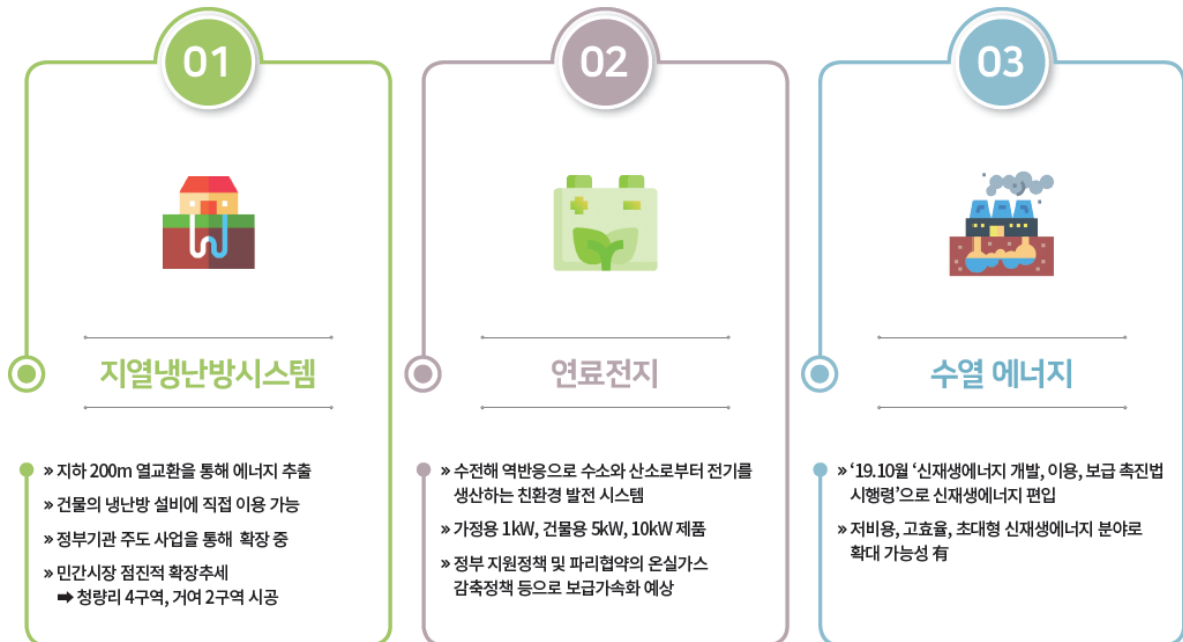 01
지열냉난방시스템
» 지하 200m 열교환을 통해 에너지 추출
» 건물의 냉난방 설비에 직접 이용 가능
» 정부기관 주도 사업을 통해 확장 중
» 민간시장 점진적 확장추세
➡ 청량리 4구역, 거여 2구역 시공
02
연료전지
» 수전해 역반응으로 수소와 산소로부터 전기를
생산하는 친환경 발전 시스템
» 가정용 1kW, 건물용 5kW, 10kW 제품
» 정부 지원정책 및 파리협약의 온실가스
감축정책 등으로 보급가속화 예상
03
수열 에너지
» ‘19.10월 ‘신재생에너지 개발, 이용, 보급 촉진법
시행령’으로 신재생에너지 편입
» 저비용, 고효율, 초대형 신재생에너지 분야로
확대 가능성 有